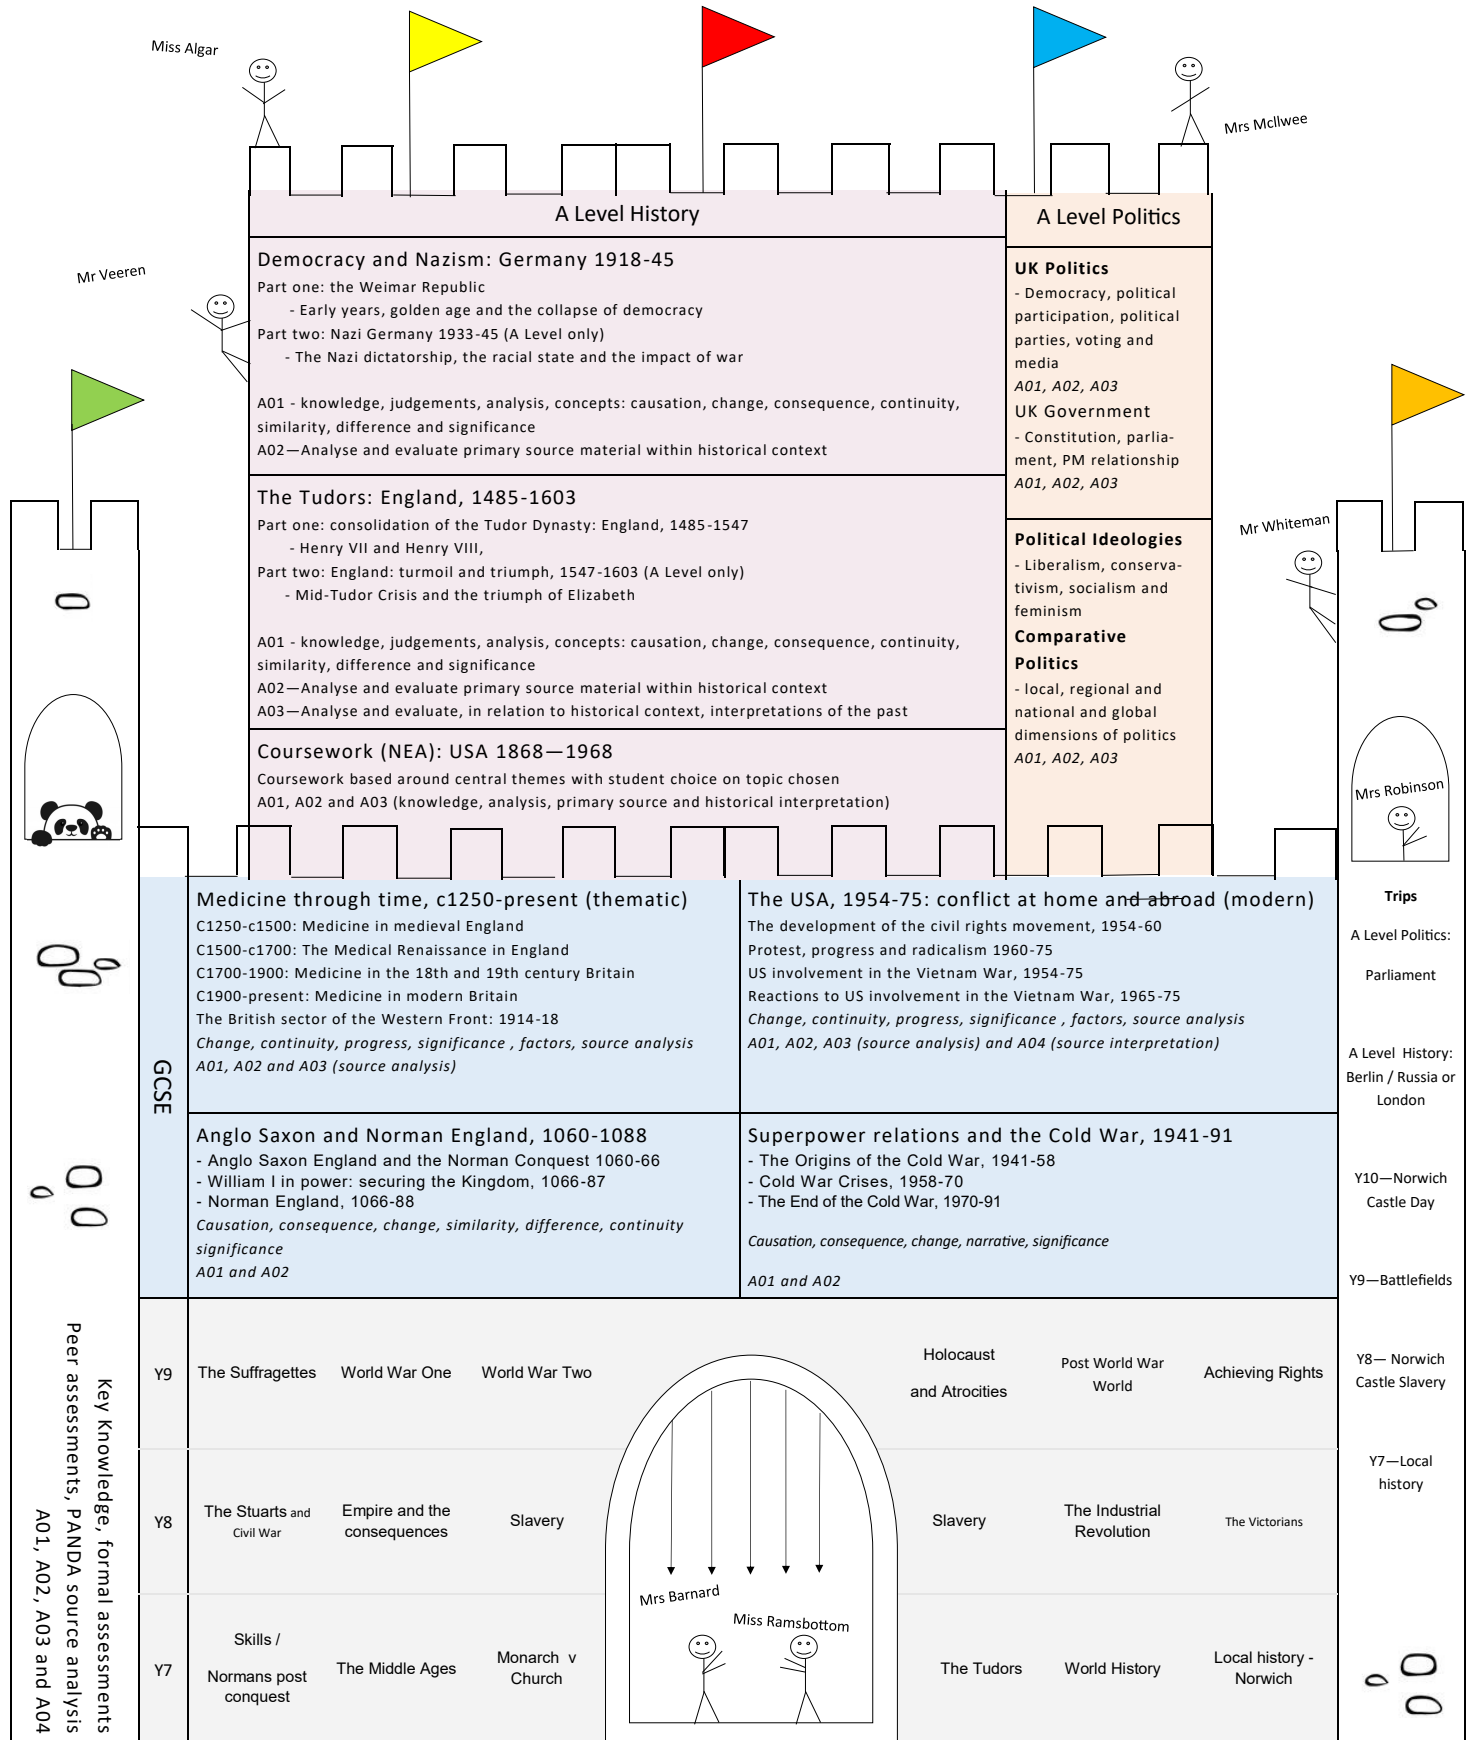 Miss Algar
Mrs McIlwee
Mr Veeren
Mr Whiteman
A Level History
Democracy and Nazism: Germany 1918-45
Part one: the Weimar Republic
- Early years, golden age and the collapse of democracy
Part two: Nazi Germany 1933-45 (A Level only)
- The Nazi dictatorship, the racial state and the impact of war
A01 - knowledge, judgements, analysis, concepts: causation, change, consequence, continuity,
similarity, difference and significance
A02—Analyse and evaluate primary source material within historical context
The Tudors: England, 1485-1603
Part one: consolidation of the Tudor Dynasty: England, 1485-1547
- Henry VII and Henry VIII,
Part two: England: turmoil and triumph, 1547-1603 (A Level only)
- Mid-Tudor Crisis and the triumph of Elizabeth
A01 - knowledge, judgements, analysis, concepts: causation, change, consequence, continuity,
similarity, difference and significance
A02—Analyse and evaluate primary source material within historical context
A03—Analyse and evaluate, in relation to historical context, interpretations of the past
Coursework (NEA): USA 1868—1968
Coursework based around central themes with student choice on topic chosen
A01, A02 and A03 (knowledge, analysis, primary source and historical interpretation)
A Level Politics
UK Politics
- Democracy, political
participation, political
parties, voting and
media
A01, A02, A03
UK Government
- Constitution, parlia-
ment, PM relationship
A01, A02, A03
Political Ideologies
- Liberalism, conserva-
tivism, socialism and
feminism
Comparative
Politics
- local, regional and
national and global
dimensions of politics
A01, A02, A03
Mrs Robinson
GCSE
Medicine through time, c1250-present (thematic)
C1250-c1500: Medicine in medieval England
C1500-c1700: The Medical Renaissance in England
C1700-1900: Medicine in the 18th and 19th century Britain
C1900-present: Medicine in modern Britain
The British sector of the Western Front: 1914-18
Change, continuity, progress, significance , factors, source analysis
A01, A02 and A03 (source analysis)
The USA, 1954-75: conflict at home and abroad (modern)
The development of the civil rights movement, 1954-60
Protest, progress and radicalism 1960-75
US involvement in the Vietnam War, 1954-75
Reactions to US involvement in the Vietnam War, 1965-75
Change, continuity, progress, significance , factors, source analysis
A01, A02, A03 (source analysis) and A04 (source interpretation)
Anglo Saxon and Norman England, 1060-1088
- Anglo Saxon England and the Norman Conquest 1060-66
- William I in power: securing the Kingdom, 1066-87
- Norman England, 1066-88
Causation, consequence, change, similarity, difference, continuity
significance
A01 and A02
Superpower relations and the Cold War, 1941-91
- The Origins of the Cold War, 1941-58
- Cold War Crises, 1958-70
- The End of the Cold War, 1970-91
Causation, consequence, change, narrative, significance
A01 and A02
Trips
A Level Politics:
Parliament
A Level History:
Berlin / Russia or
London
Y10—Norwich
Castle Day
Y9—Battlefields
Y8— Norwich
Castle Slavery
Y7—Local
history
Key Knowledge, formal assessments
Peer assessments, PANDA source analysis
A01, A02, A03 and A04
Y9
The Suffragettes
World War One
World War Two
Holocaust
and Atrocities
Post World War
World
Achieving Rights
Y8
The Stuarts and
Civil War
Empire and the
consequences
Slavery
Slavery
The Industrial
Revolution
The Victorians
Mrs Barnard
Miss Ramsbottom
Y7
Skills /
Normans post
conquest
The Middle Ages
Monarch v
Church
The Tudors
World History
Local history -
Norwich